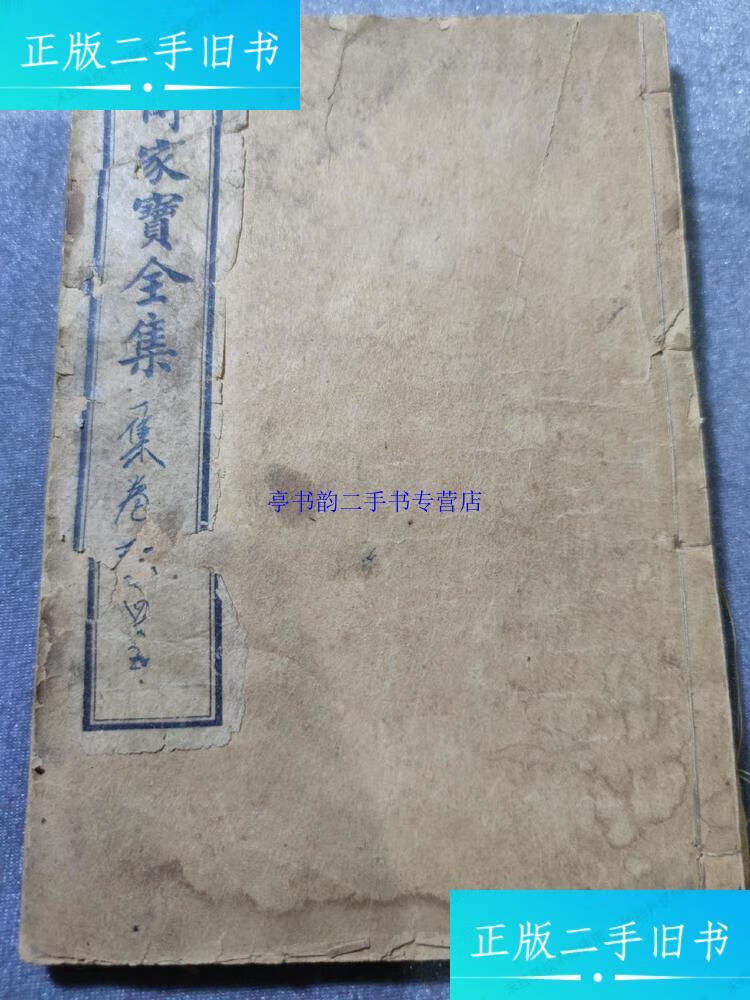 正版二手旧书
家寶全集
集卷
亭书韵二手书专营店
正版二手旧书